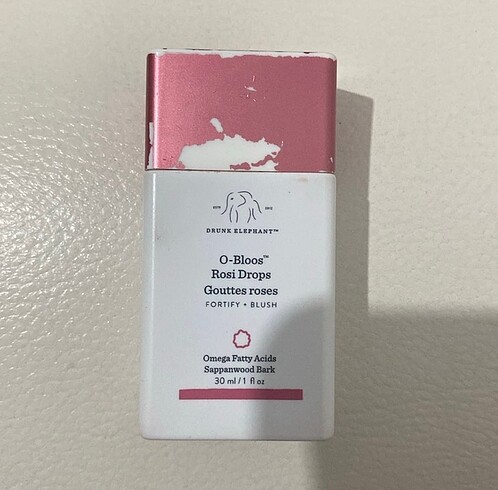 DRUNK ELEPHANT™
O-Bloos™
Rosi Drops
Gouttes roses
FORTIFY + BLUSH
Omega Fatty Acids
Sappanwood Bark
30 ml / 1 fl oz